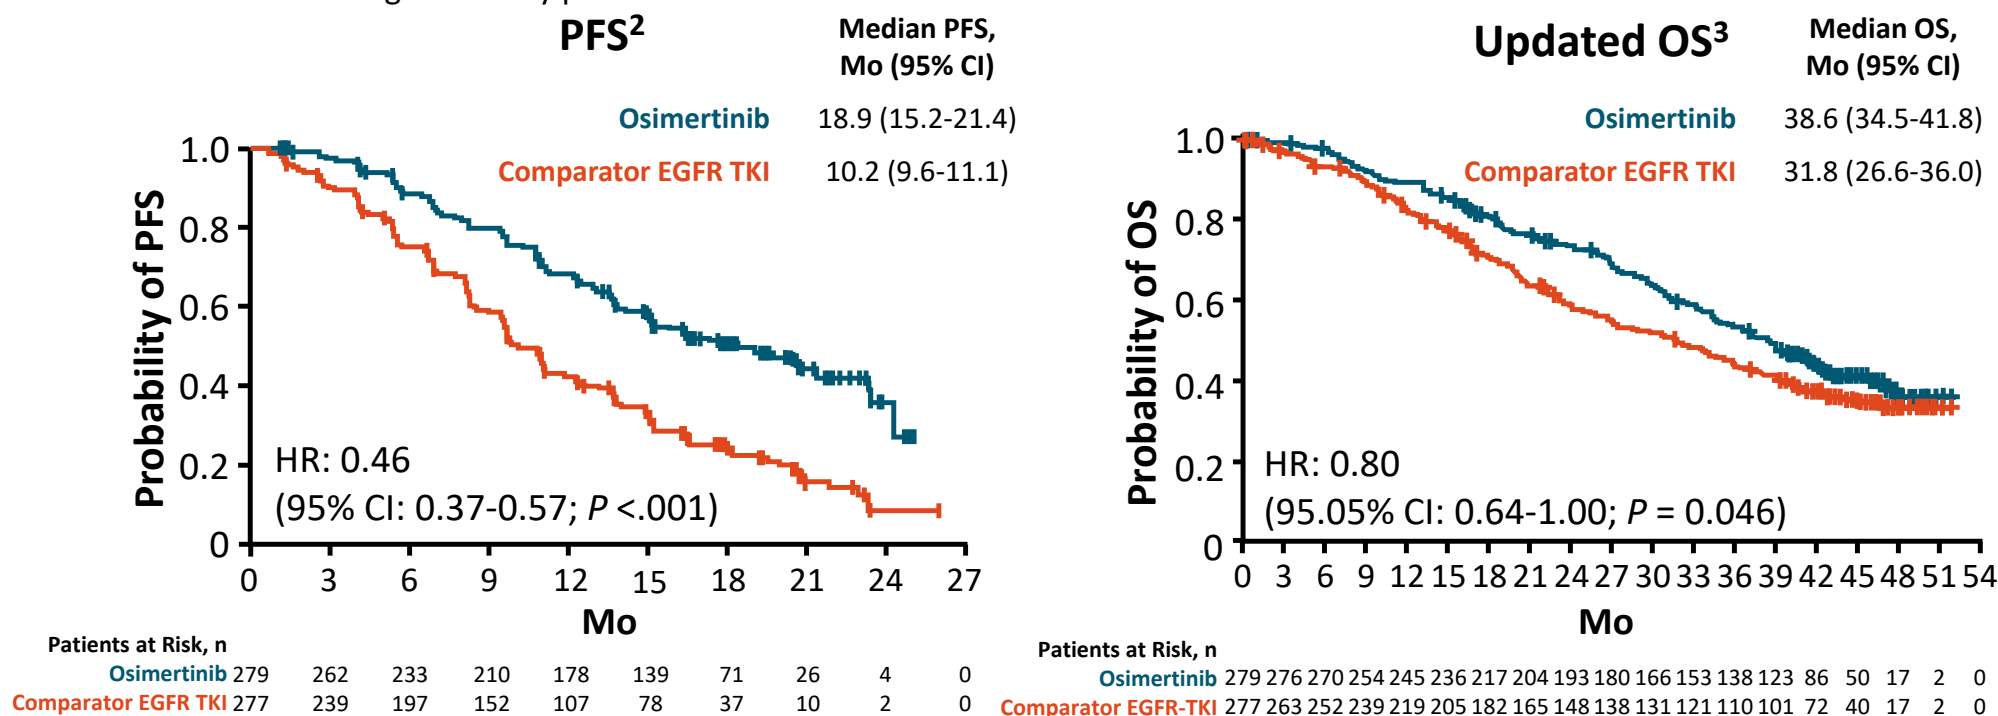 PFS²
Median PFS,
Mo (95% CI)
Osimertinib 18.9 (15.2-21.4)
Comparator EGFR TKI 10.2 (9.6-11.1)
Probability of PFS
1.0
0.8
0.6
0.4
0.2
0
HR: 0.46
(95% CI: 0.37-0.57; P <.001)
0 3 6 9 12 15 18 21 24 27
Mo
Patients at Risk, n
Osimertinib 279 262 233 210 178 139 71 26 4 0
Comparator EGFR TKI 277 239 197 152 107 78 37 10 2 0
Updated OS³
Median OS,
Mo (95% CI)
Osimertinib 38.6 (34.5-41.8)
Comparator EGFR TKI 31.8 (26.6-36.0)
Probability of OS
1.0
0.8
0.6
0.4
0.2
0
HR: 0.80
(95.05% CI: 0.64-1.00; P = 0.046)
0 3 6 9 12 15 18 21 24 27 30 33 36 39 42 45 48 51 54
Mo
Patients at Risk, n
Osimertinib 279 276 270 254 245 236 217 204 193 180 166 153 138 123 86 50 17 2 0
Comparator EGFR-TKI 277 263 252 239 219 205 182 165 148 138 131 121 110 101 72 40 17 2 0